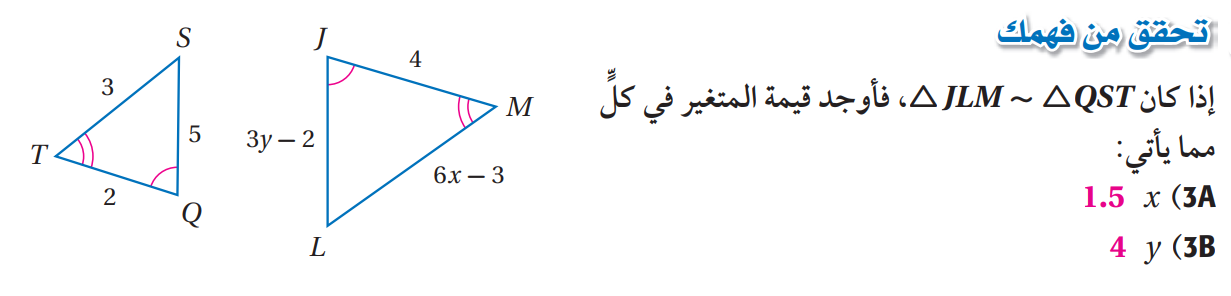 تحقق من فهمك
إذا كان △JLM ~ △QST، فأوجد قيمة المتغير في كلٍّ
مما يأتي:
3A) x 1.5
3B) y 4
J
4
M
3y − 2
6x − 3
L
S
3
5
T
2
Q